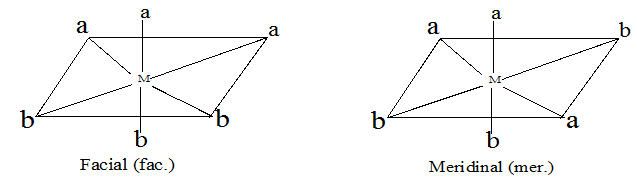 a a
a a a b
M M
b b b a
b b
Facial (fac.) Meridinal (mer.)